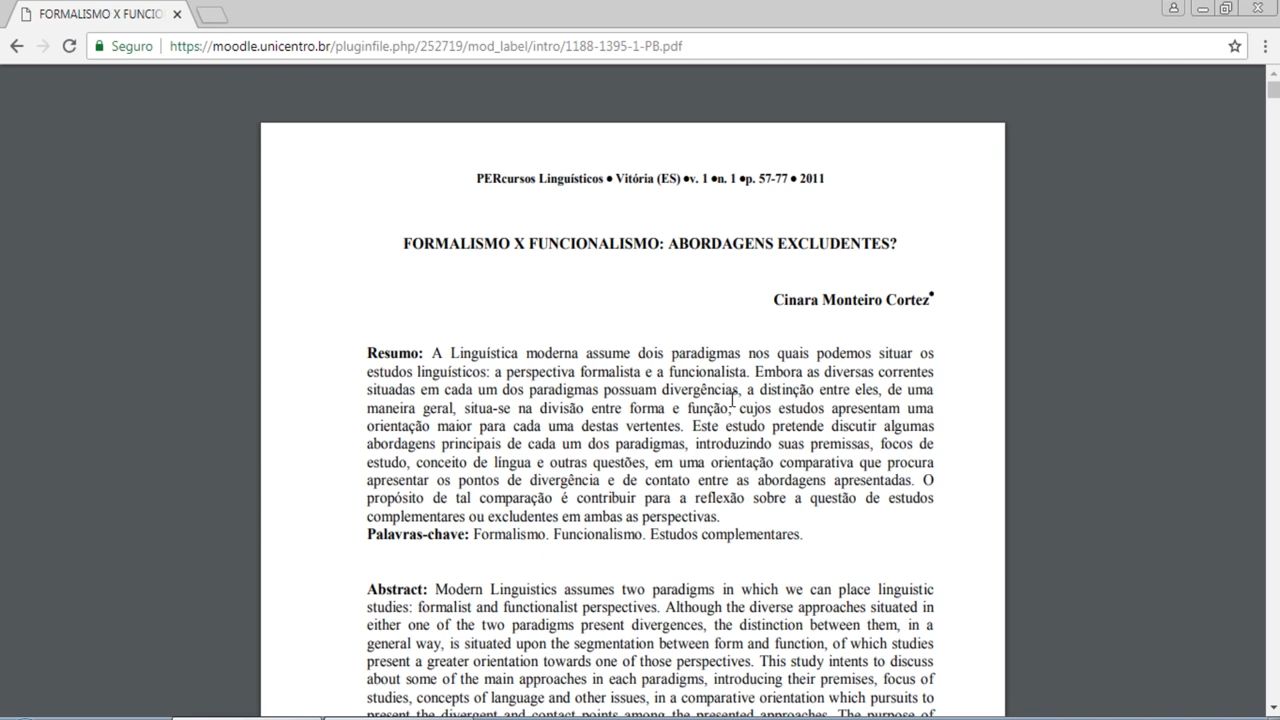 FORMALISMO X FUNCIO
Seguro
https://moodle.unicentro.br/pluginfile.php/252719/mod_label/intro/1188-1395-1-PB.pdf
PERcursos Linguísticos ● Vitória (ES) ●v. 1 ●n. 1 ●p. 57-77 ● 2011
FORMALISMO X FUNCIONALISMO: ABORDAGENS EXCLUDENTES?
Cinara Monteiro Cortez●
Resumo: A Linguística moderna assume dois paradigmas nos quais podemos situar os
estudos linguísticos: a perspectiva formalista e a funcionalista. Embora as diversas correntes
situadas em cada um dos paradigmas possuam divergências, a distinção entre eles, de uma
maneira geral, situa-se na divisão entre forma e função, cujos estudos apresentam uma
orientação maior para cada uma destas vertentes. Este estudo pretende discutir algumas
abordagens principais de cada um dos paradigmas, introduzindo suas premissas, focos de
estudo, conceito de língua e outras questões, em uma orientação comparativa que procura
apresentar os pontos de divergência e de contato entre as abordagens apresentadas. O
propósito de tal comparação é contribuir para a reflexão sobre a questão de estudos
complementares ou excludentes em ambas as perspectivas.
Palavras-chave: Formalismo. Funcionalismo. Estudos complementares.
Abstract: Modern Linguistics assumes two paradigms in which we can place linguistic
studies: formalist and functionalist perspectives. Although the diverse approaches situated in
either one of the two paradigms present divergences, the distinction between them, in a
general way, is situated upon the segmentation between form and function, of which studies
present a greater orientation towards one of those perspectives. This study intents to discuss
about some of the main approaches in each paradigms, introducing their premises, focus of
studies, concepts of language and other issues, in a comparative orientation which pursuits to
present the divergent and contact points among the presented approaches. The purpose of